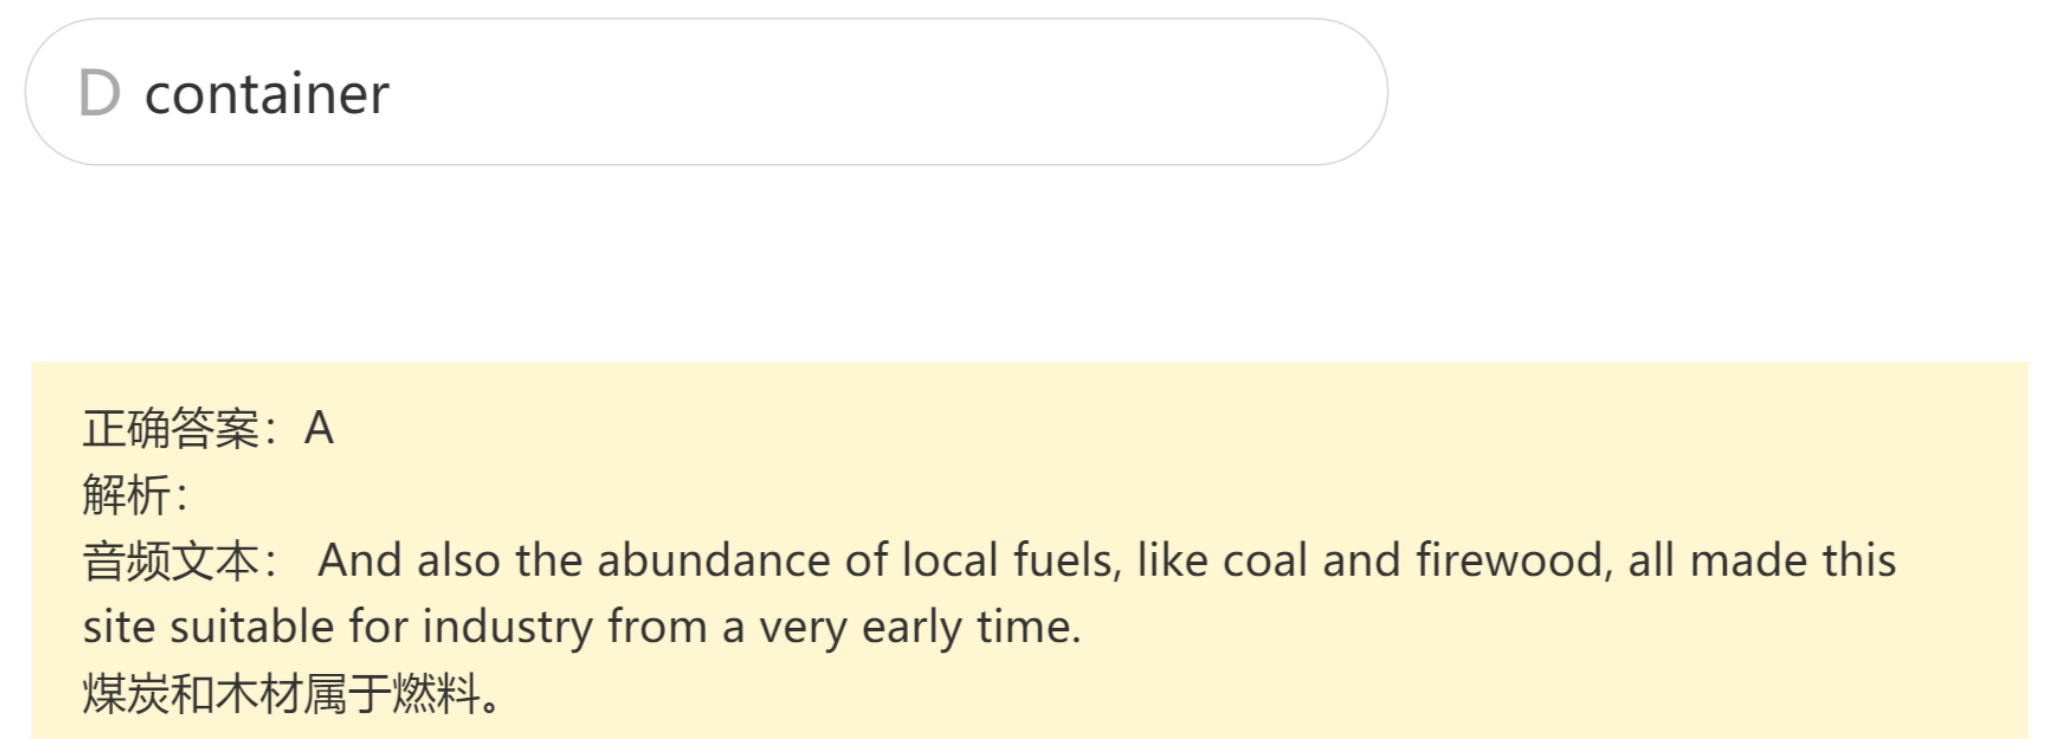 D container
正确答案：A
解析：
音频文本： And also the abundance of local fuels, like coal and firewood, all made this
site suitable for industry from a very early time.
煤炭和木材属于燃料。